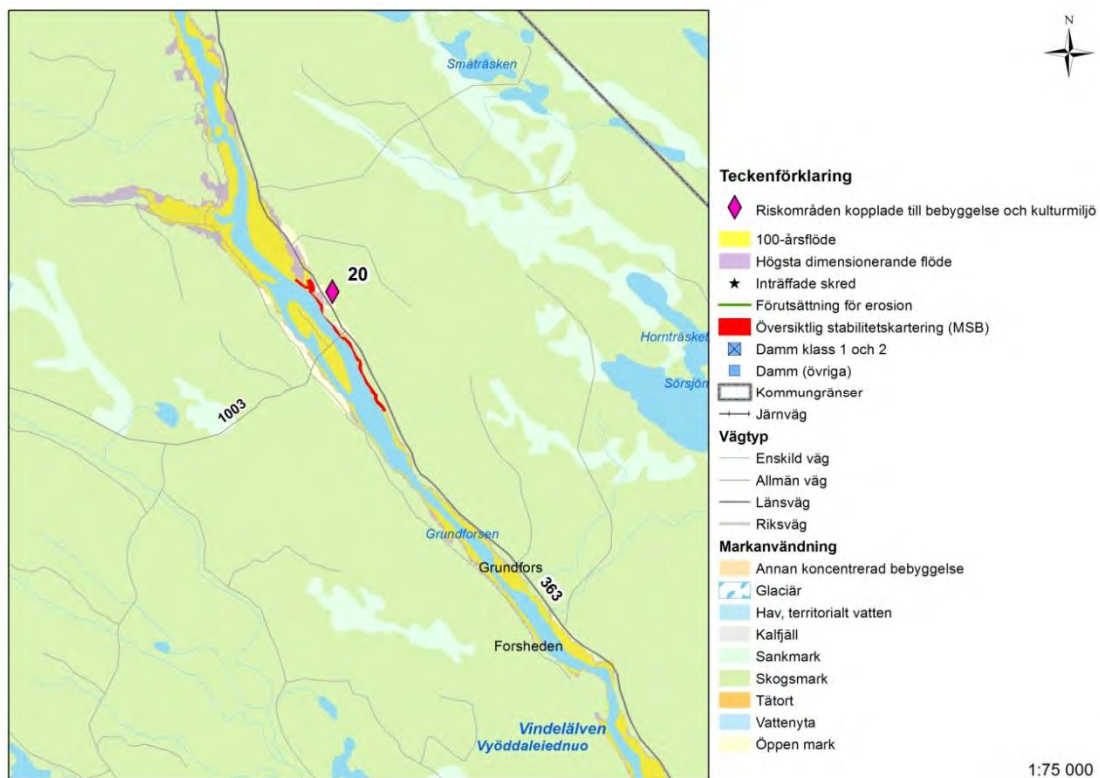 Småträsken
20
Hornträsket
Sörsjön
1003
Grundforsen
Grundfors
363
Forsheden
Vindelälven
Vyöddaleiednuo
N
Teckenförklaring
Riskområden kopplade till bebyggelse och kulturmiljö
100-årsflöde
Högsta dimensionerande flöde
Inträffade skred
Förutsättning för erosion
Översiktlig stabilitetskartering (MSB)
Damm klass 1 och 2
Damm (övriga)
Kommungränser
Järnväg
Vägtyp
Enskild väg
Allmän väg
Länsväg
Riksväg
Markanvändning
Annan koncentrerad bebyggelse
Glaciär
Hav, territorialt vatten
Kalfjäll
Sankmark
Skogsmark
Tätort
Vattenyta
Öppen mark
1:75 000